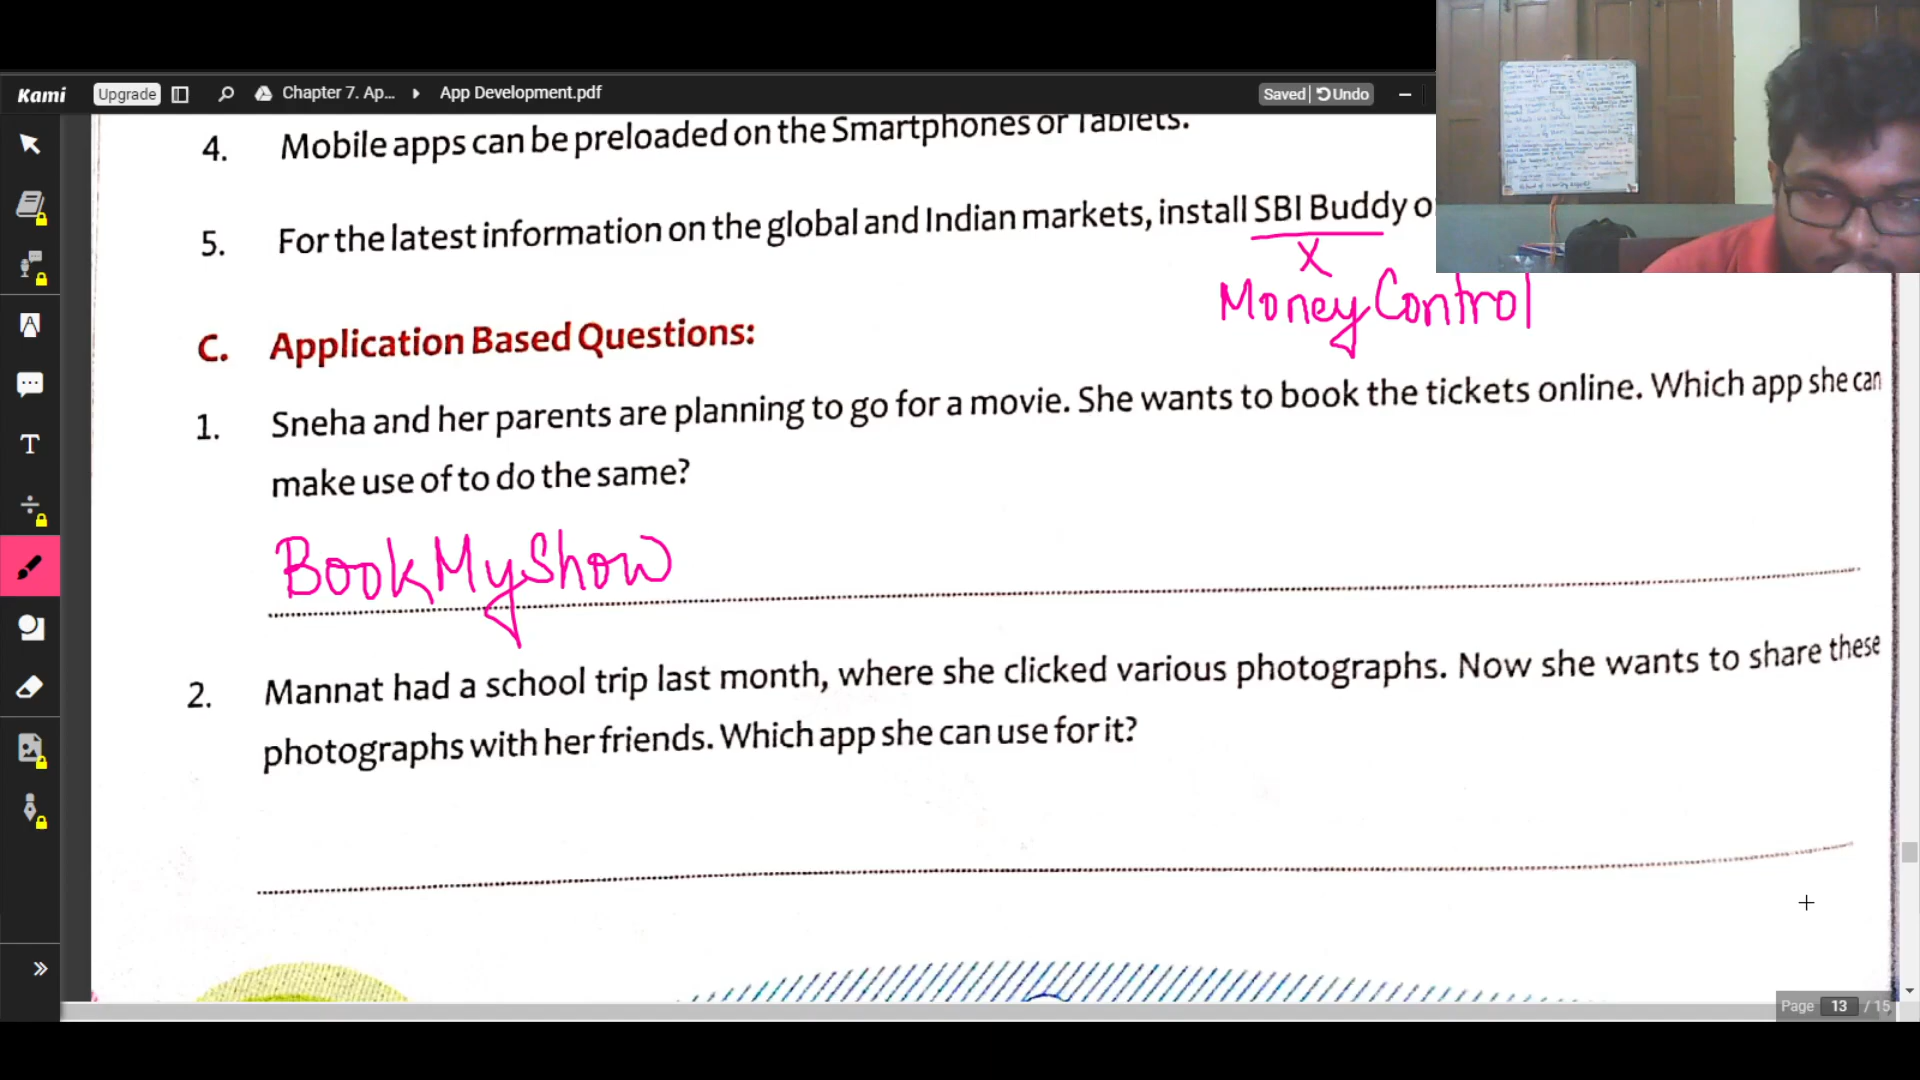 Kami
Upgrade
Chapter 7. Ap...
App Development.pdf
Saved
Undo
4. Mobile apps can be preloaded on the Smartphones or Tablets.
5. For the latest information on the global and Indian markets, install SBI Buddy o
X
MoneyControl
C. Application Based Questions:
1. Sneha and her parents are planning to go for a movie. She wants to book the tickets online. Which app she can
make use of to do the same?
BookMyShow
2. Mannat had a school trip last month, where she clicked various photographs. Now she wants to share these
photographs with her friends. Which app she can use for it?
Page 13 / 15